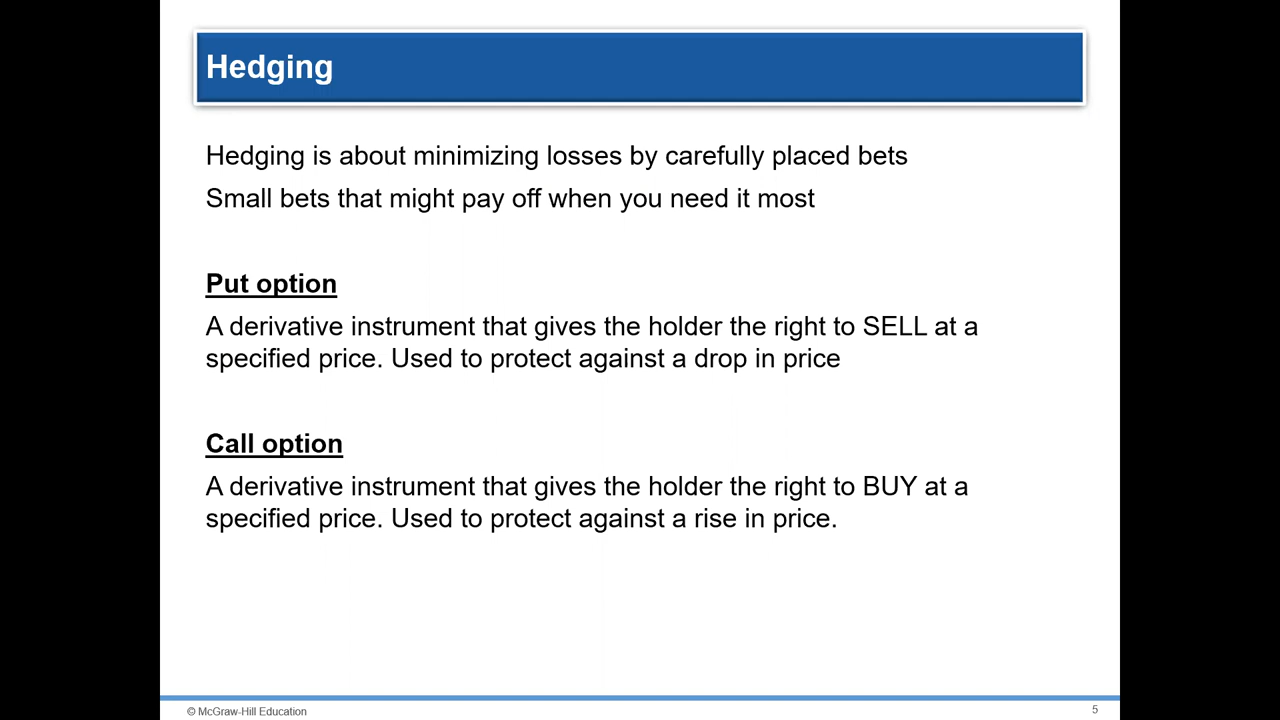 Hedging
Hedging is about minimizing losses by carefully placed bets
Small bets that might pay off when you need it most
Put option
A derivative instrument that gives the holder the right to SELL at a
specified price. Used to protect against a drop in price
Call option
A derivative instrument that gives the holder the right to BUY at a
specified price. Used to protect against a rise in price.
© McGraw-Hill Education
5